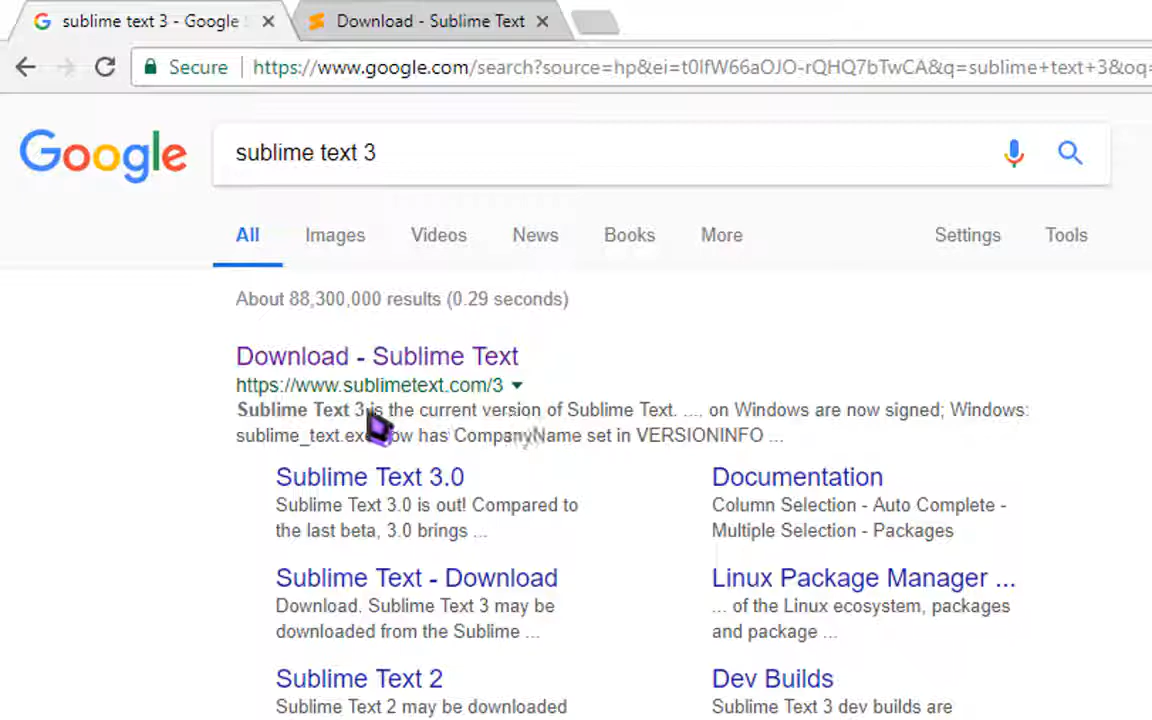 sublime text 3 - Google
Download - Sublime Text
Secure https://www.google.com/search?source=hp&ei=t0lfW66aOJO-rQHQ7bTwCA&q=sublime+text+3&oq=
Google
sublime text 3
All Images Videos News Books More Settings Tools
About 88,300,000 results (0.29 seconds)
Download - Sublime Text
https://www.sublimetext.com/3
Sublime Text 3 is the current version of Sublime Text. .... on Windows are now signed; Windows:
sublime_text.exe now has CompanyName set in VERSIONINFO ...
Sublime Text 3.0
Sublime Text 3.0 is out! Compared to
the last beta, 3.0 brings ...
Documentation
Column Selection - Auto Complete -
Multiple Selection - Packages
Sublime Text - Download
Download. Sublime Text 3 may be
downloaded from the Sublime ...
Linux Package Manager ...
... of the Linux ecosystem, packages
and package ...
Sublime Text 2
Sublime Text 2 may be downloaded
Dev Builds
Sublime Text 3 dev builds are